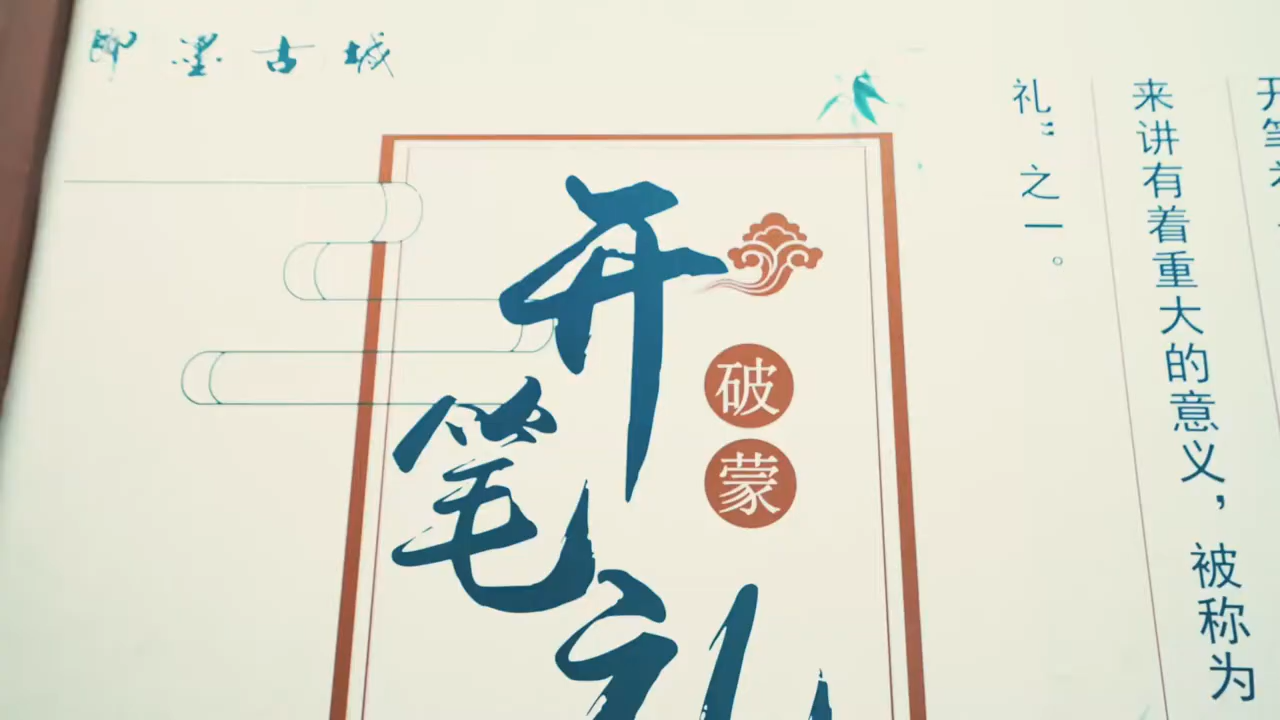 即墨古城
开笔礼
破蒙
来讲有着重大的意义，被称为
礼”之一。